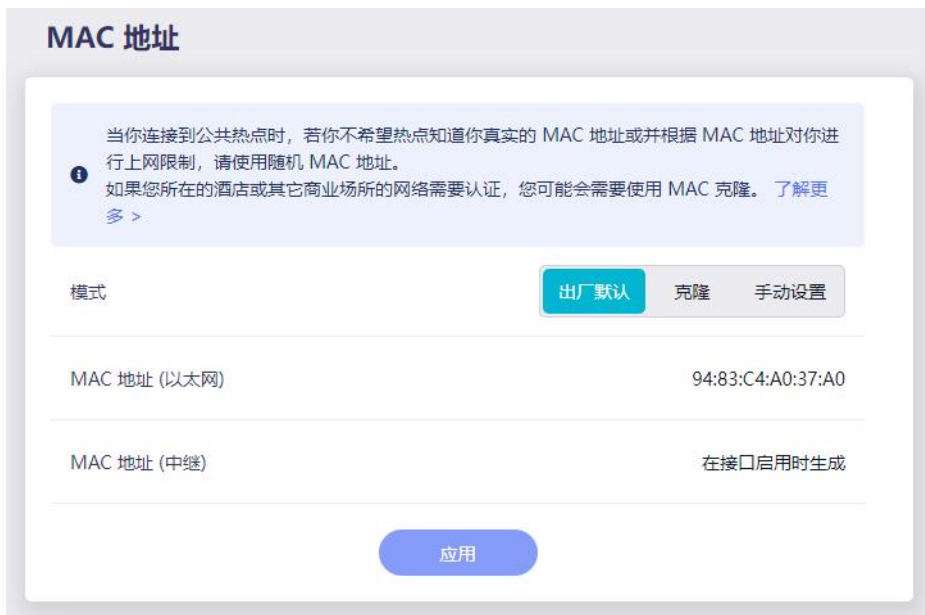 MAC 地址
当你连接到公共热点时，若你不希望热点知道你真实的 MAC 地址或并根据 MAC 地址对你进
行上网限制，请使用随机 MAC 地址。
如果您所在的酒店或其它商业场所的网络需要认证，您可能会需要使用 MAC 克隆。 了解更
多 >
模式 出厂默认 克隆 手动设置
MAC 地址 (以太网) 94:83:C4:A0:37:A0
MAC 地址 (中继) 在接口启用时生成
应用